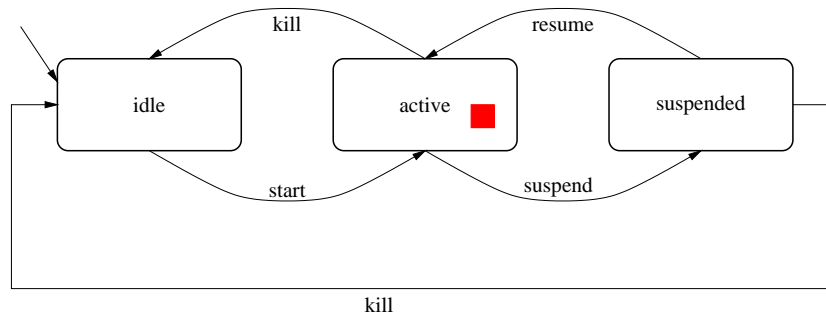 kill
resume
idle
active
suspended
start
suspend
kill